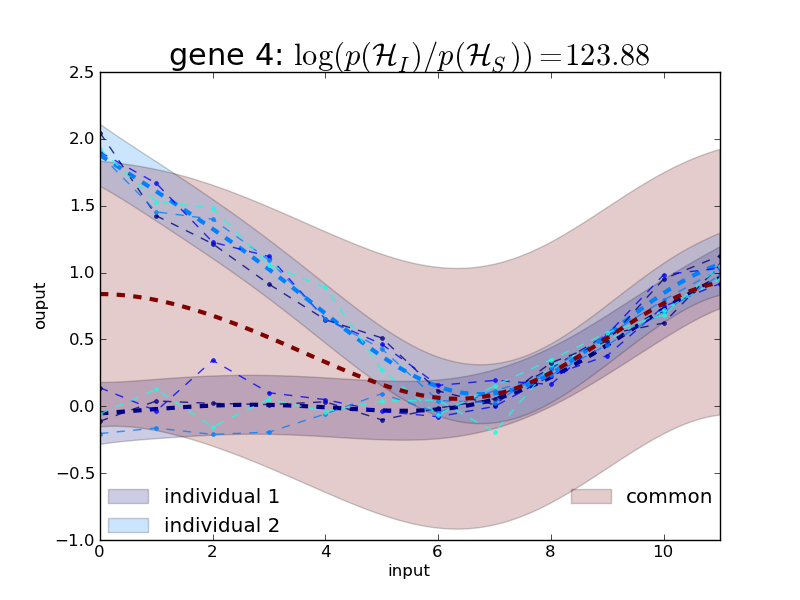 gene 4: log(p(ℋ_I)/p(ℋ_S))=123.88
2.5
2.0
1.5
1.0
0.5
0.0
−0.5
−1.0
ouput
individual 1
individual 2
common
0 2 4 6 8 10
input